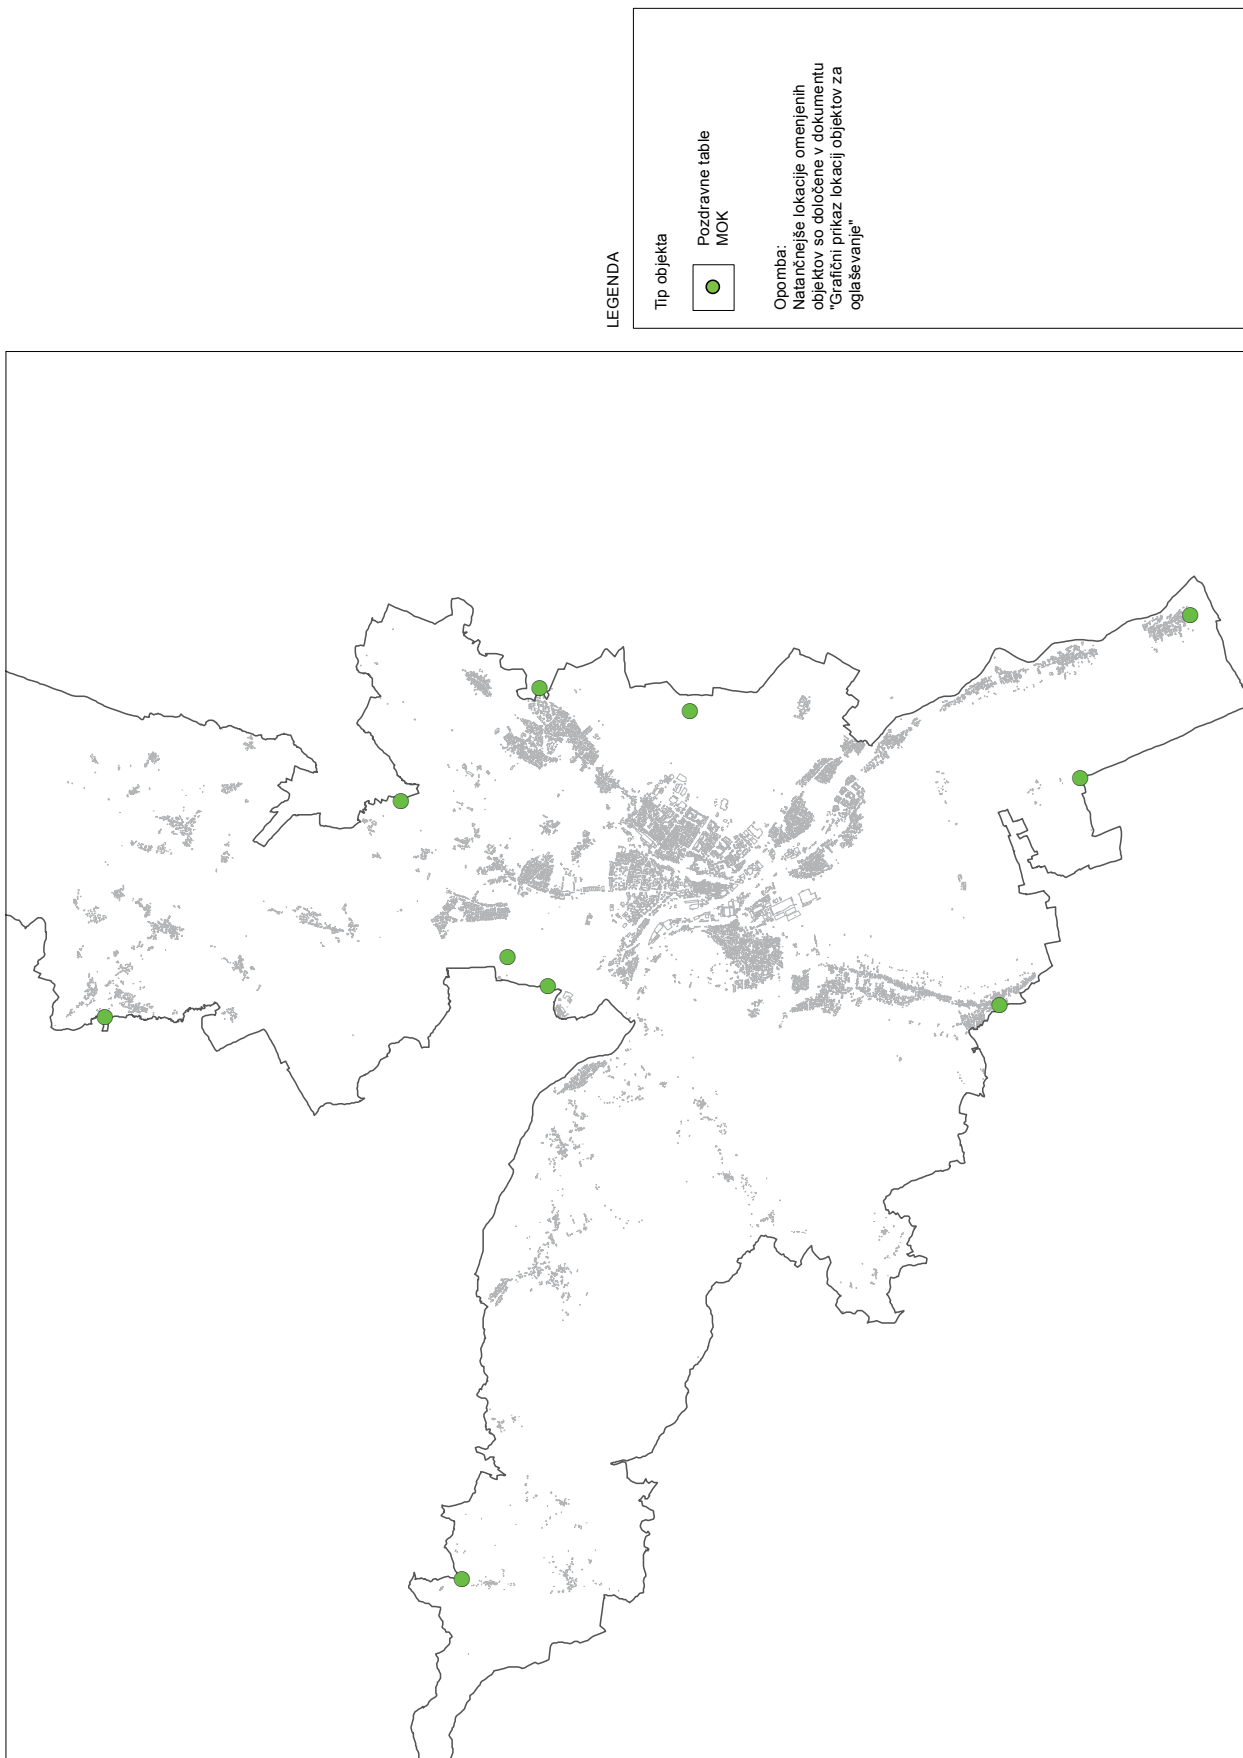 LEGENDA
Tip objekta
Pozdravne table
MOK
Opomba:
Natančnejše lokacije omenjenih
objektov so določene v dokumentu
"Grafični prikaz lokacij objektov za
oglaševanje"